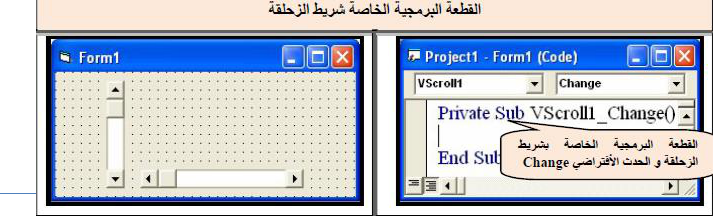 القطعة البرمجية الخاصة شريط الزحلقة
Form1
Project1 - Form1 (Code)
VScroll1
Change
Private Sub VScroll1_Change()
End Sub
القطعة البرمجية الخاصة بشريط
الزحلقة و الحدث الأفتراضي Change